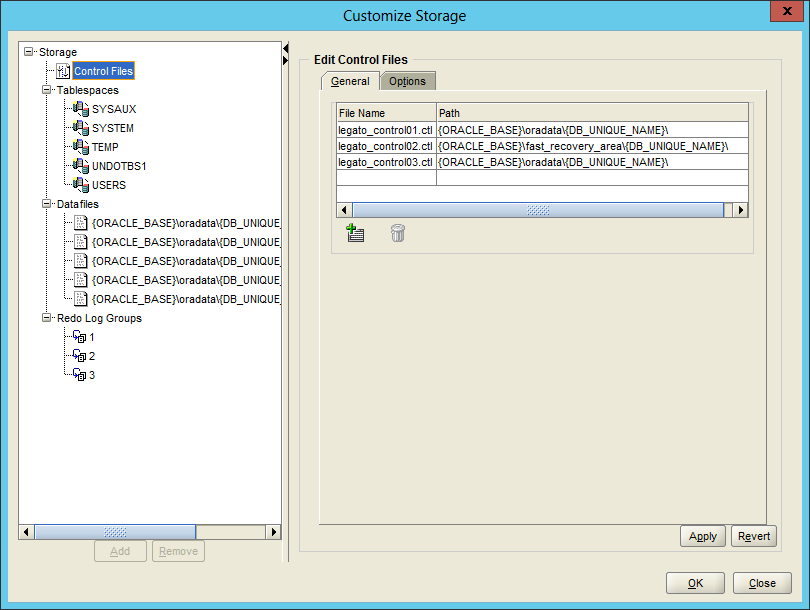 Customize Storage
x
Storage
Control Files
Tablespaces
SYSAUX
SYSTEM
TEMP
UNDOTBS1
USERS
Datafiles
{ORACLE_BASE}\oradata\{DB_UNIQUE_
{ORACLE_BASE}\oradata\{DB_UNIQUE_
{ORACLE_BASE}\oradata\{DB_UNIQUE_
{ORACLE_BASE}\oradata\{DB_UNIQUE_
{ORACLE_BASE}\oradata\{DB_UNIQUE_
Redo Log Groups
1
2
3
Add Remove
Edit Control Files
General Options
File Name Path
legato_control01.ctl {ORACLE_BASE}\oradata\{DB_UNIQUE_NAME}\
legato_control02.ctl {ORACLE_BASE}\fast_recovery_area\{DB_UNIQUE_NAME}\
legato_control03.ctl {ORACLE_BASE}\oradata\{DB_UNIQUE_NAME}\
Apply Revert
OK Close